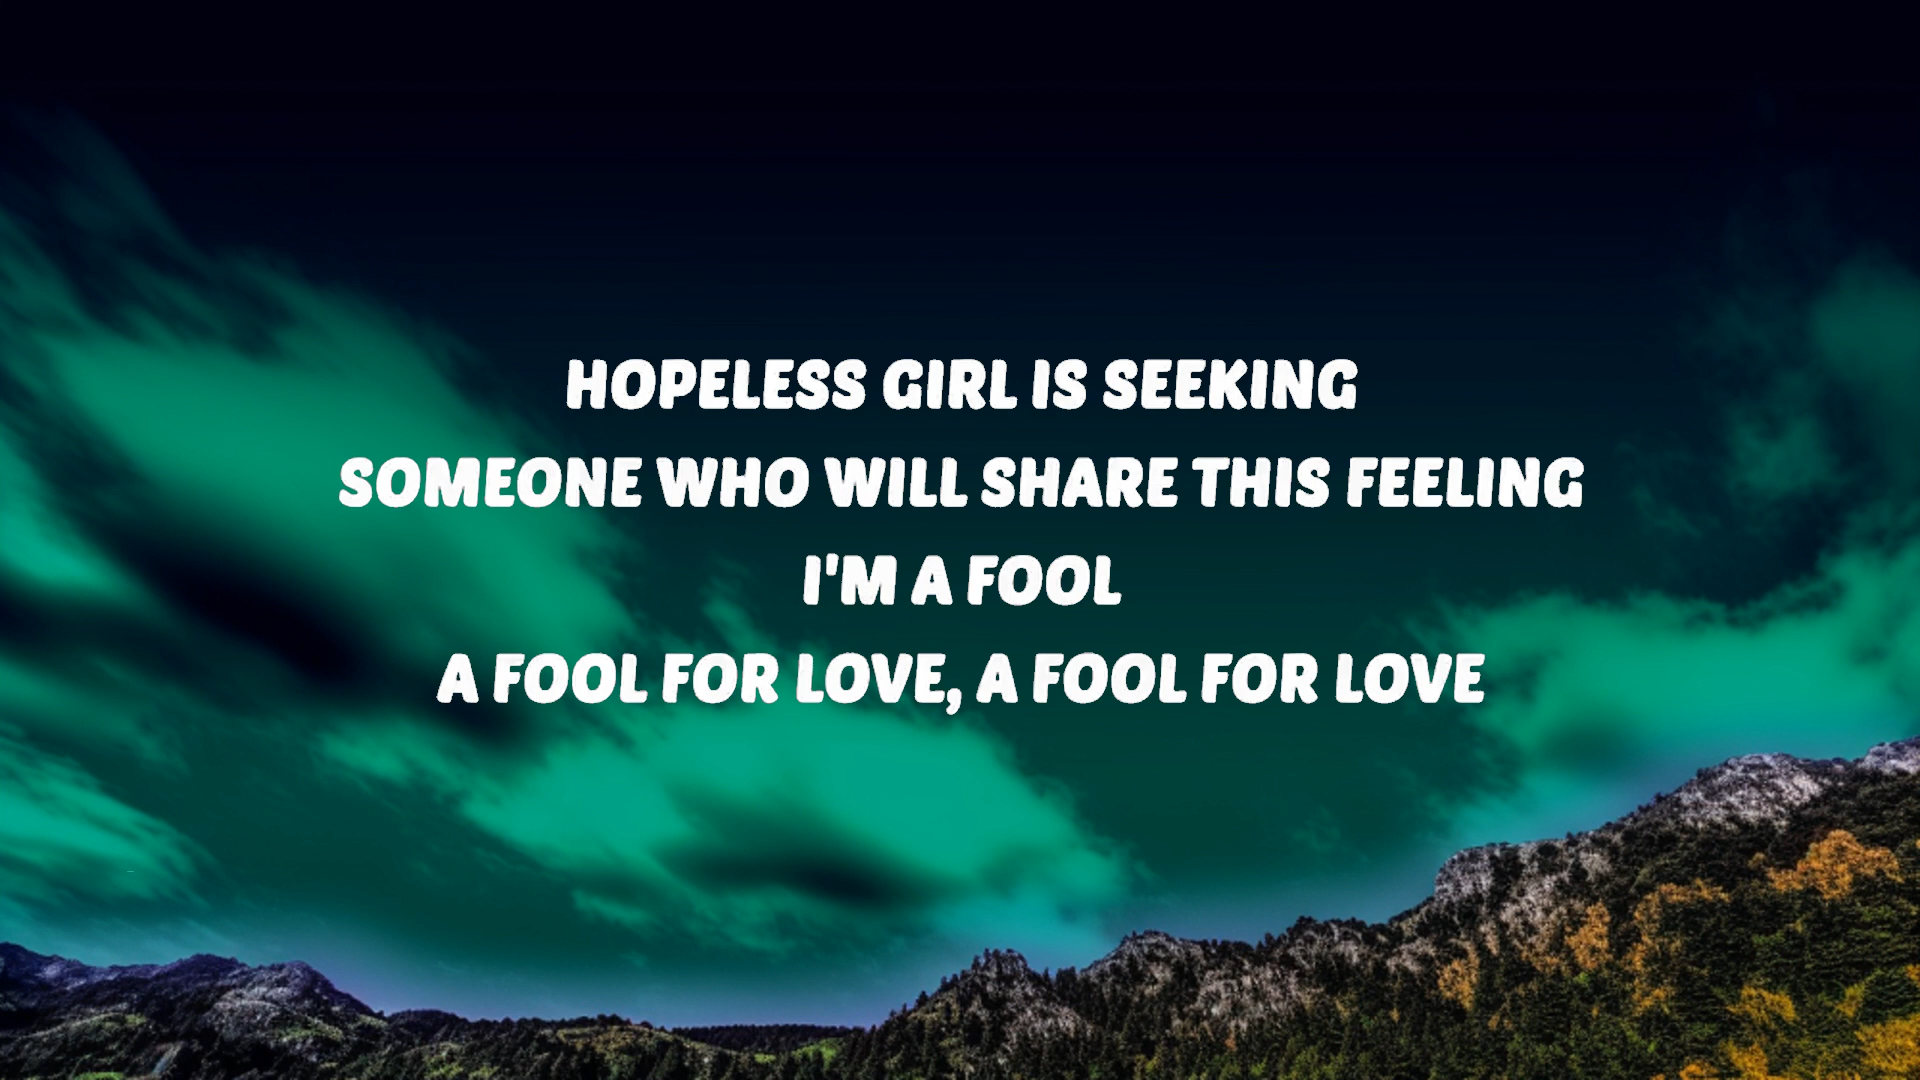 HOPELESS GIRL IS SEEKING
SOMEONE WHO WILL SHARE THIS FEELING
I'M A FOOL
A FOOL FOR LOVE, A FOOL FOR LOVE